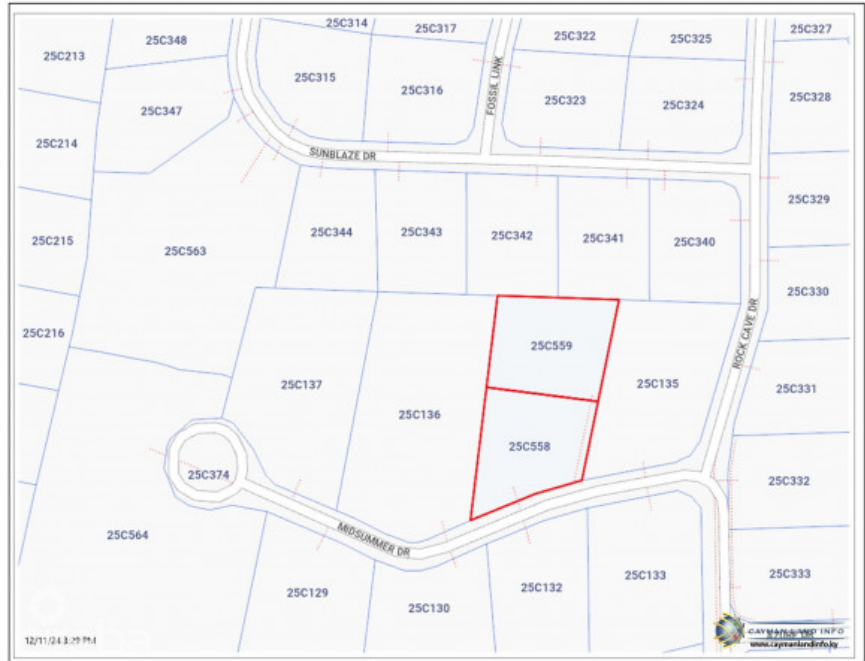 25C314
25C317
25C322
25C325
25C327
25C348
25C213
25C315
25C316
FOSSIL LINK
25C323
25C324
25C328
25C347
25C214
SUNBLAZE DR
25C329
25C215
25C563
25C344
25C343
25C342
25C341
25C340
25C330
25C216
25C559
ROCK CAVE DR
25C137
25C136
25C135
25C331
25C558
25C374
25C332
25C564
MIDSUMMER DR
25C129
25C130
25C132
25C133
25C333
12/11/24 3:29 PM
CAYMAN LAND INFO
www.caymanlandinfo.ky